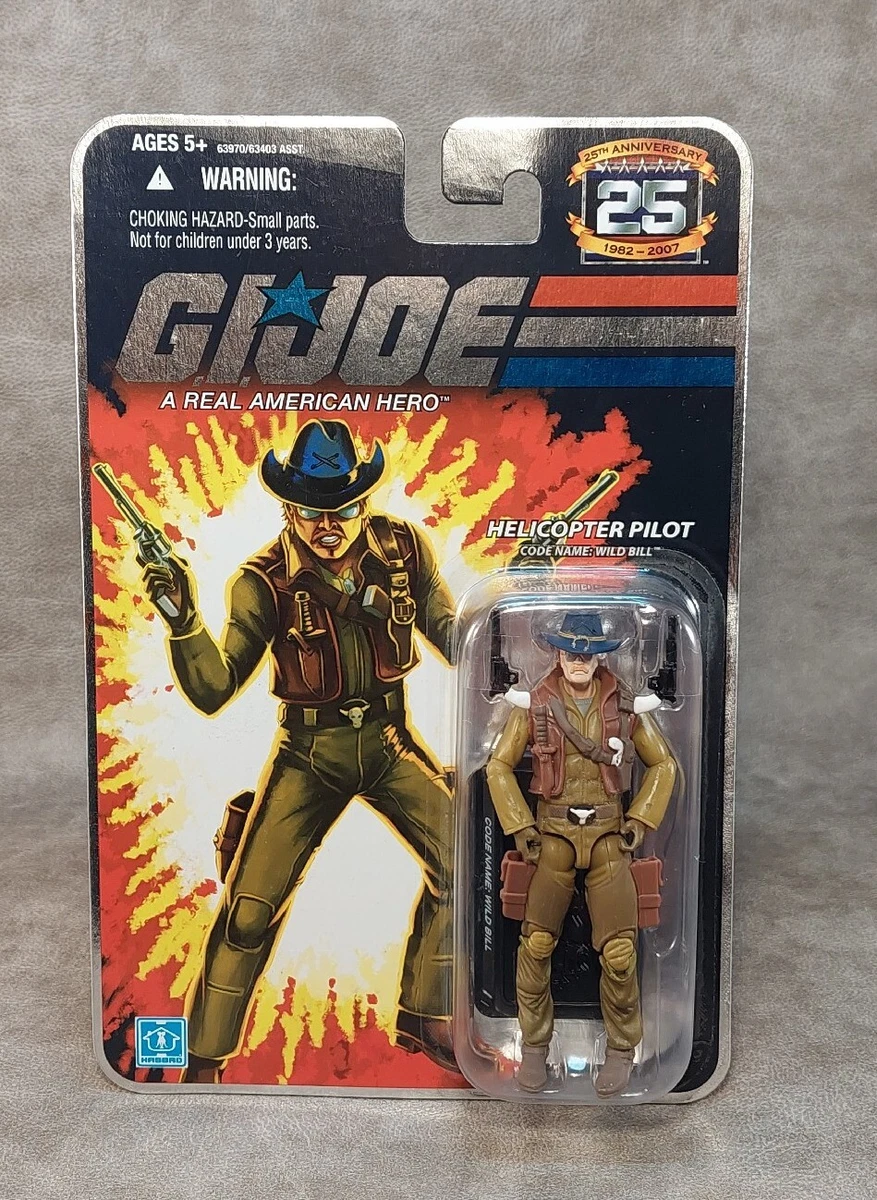 AGES 5+ 63970/63403 ASST.
WARNING:
CHOKING HAZARD-Small parts.
Not for children under 3 years.
25TH ANNIVERSARY
25
1982-2007
G.I.JOE
A REAL AMERICAN HERO™
HELICOPTER PILOT
CODE NAME: WILD BILL™
CODE NAME: WILD BILL
HASBRO